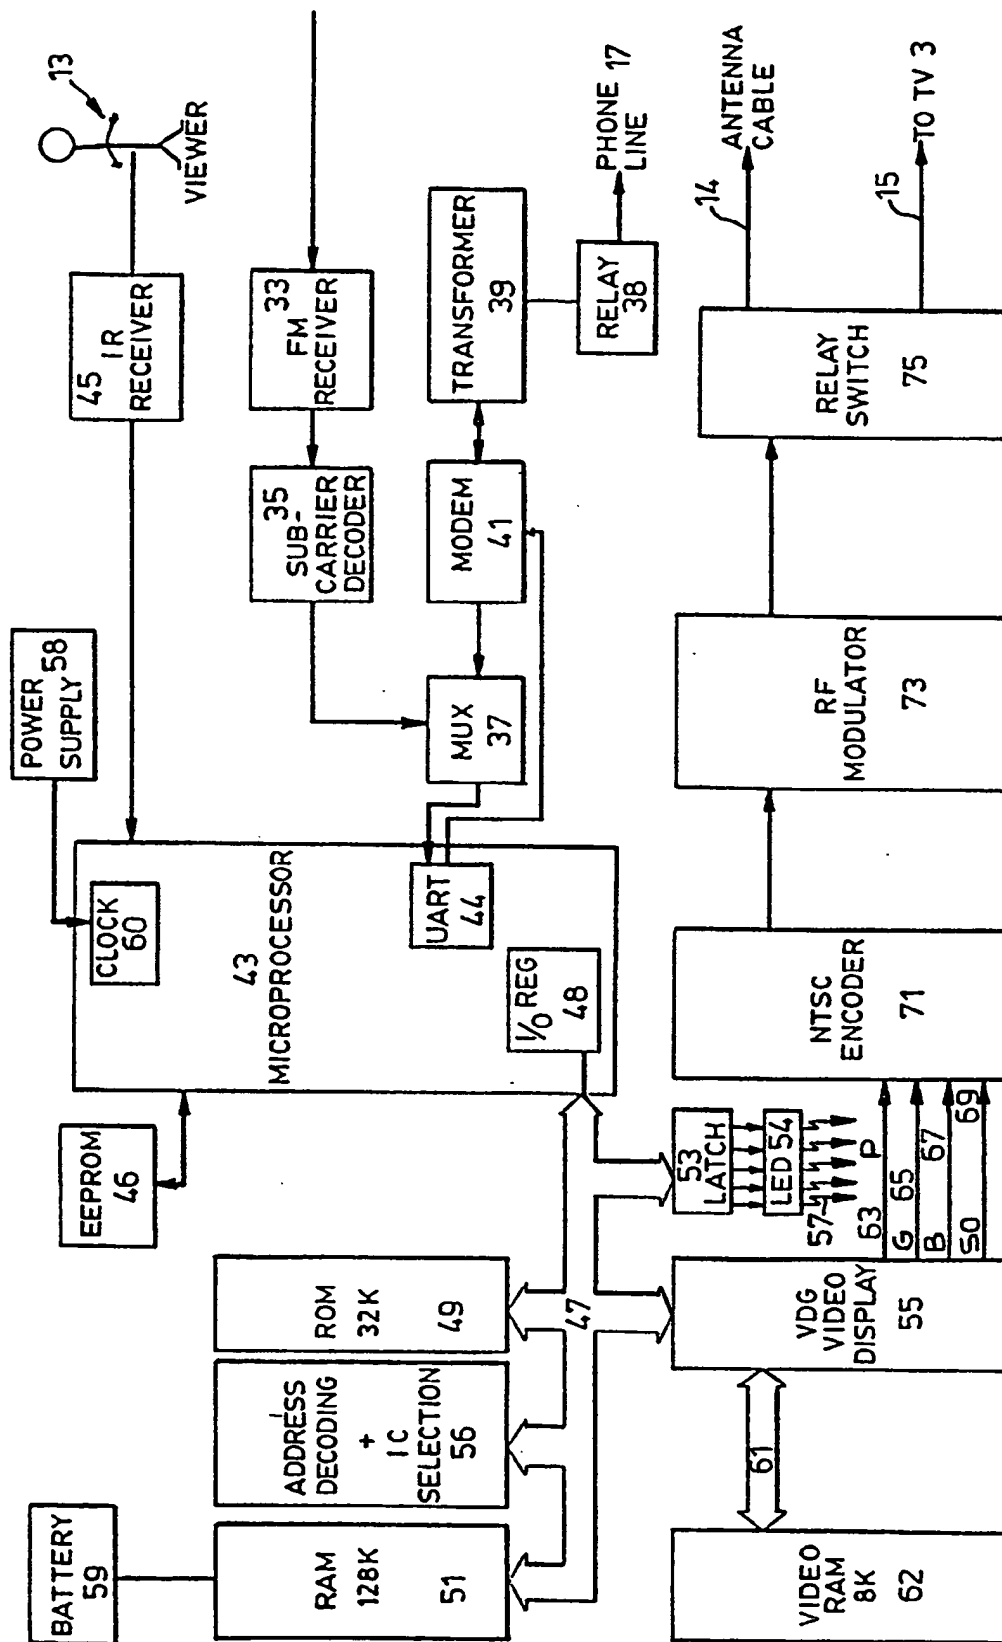 13
VIEWER
45 IR
RECEIVER
33
FM
RECEIVER
35
SUB-
CARRIER
DECODER
TRANSFORMER
39
PHONE 17
LINE
RELAY
38
MODEM
41
MUX
37
POWER
SUPPLY 58
CLOCK
60
43
MICROPROCESSOR
UART
44
I/O REG
48
EEPROM
46
BATTERY
59
RAM
128K
51
ADDRESS
DECODING
+ IC
SELECTION
56
ROM
32K
49
47
53
LATCH
LED 54
57
P
VIDEO
RAM
8K
62
61
VDG
VIDEO
DISPLAY
55
63
G 65
B 67
SO 69
NTSC
ENCODER
71
RF
MODULATOR
73
RELAY
SWITCH
75
14
ANTENNA
CABLE
15
TO TV 3